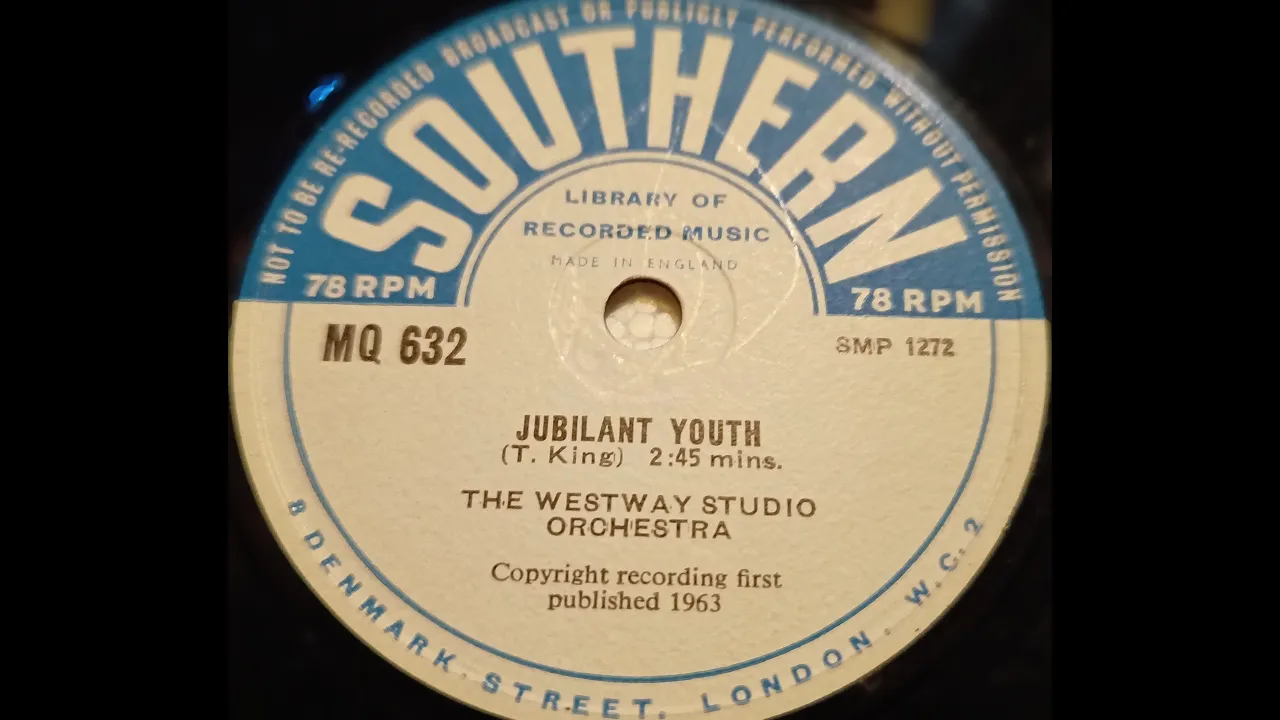 NOT TO BE RE-RECORDED BROADCAST OR PUBLICLY PERFORMED WITHOUT PERMISSION
SOUTHERN
LIBRARY OF
RECORDED MUSIC
MADE IN ENGLAND
78 RPM
78 RPM
MQ 632
SMP 1272
JUBILANT YOUTH
(T. King) 2:45 mins.
THE WESTWAY STUDIO
ORCHESTRA
Copyright recording first
published 1963
8 DENMARK STREET. LONDON. W.C.2